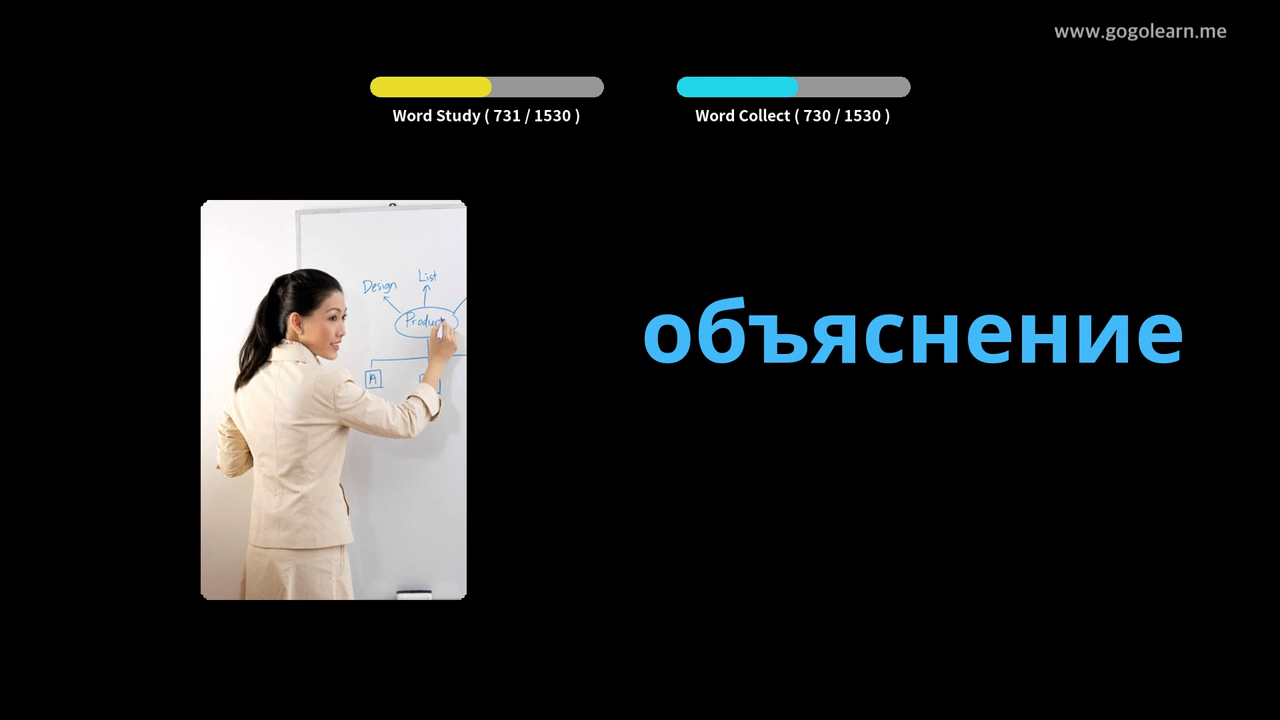 www.gogolearn.me
Word Study ( 731 / 1530 )
Word Collect ( 730 / 1530 )
Design
List
Product
A
объяснение